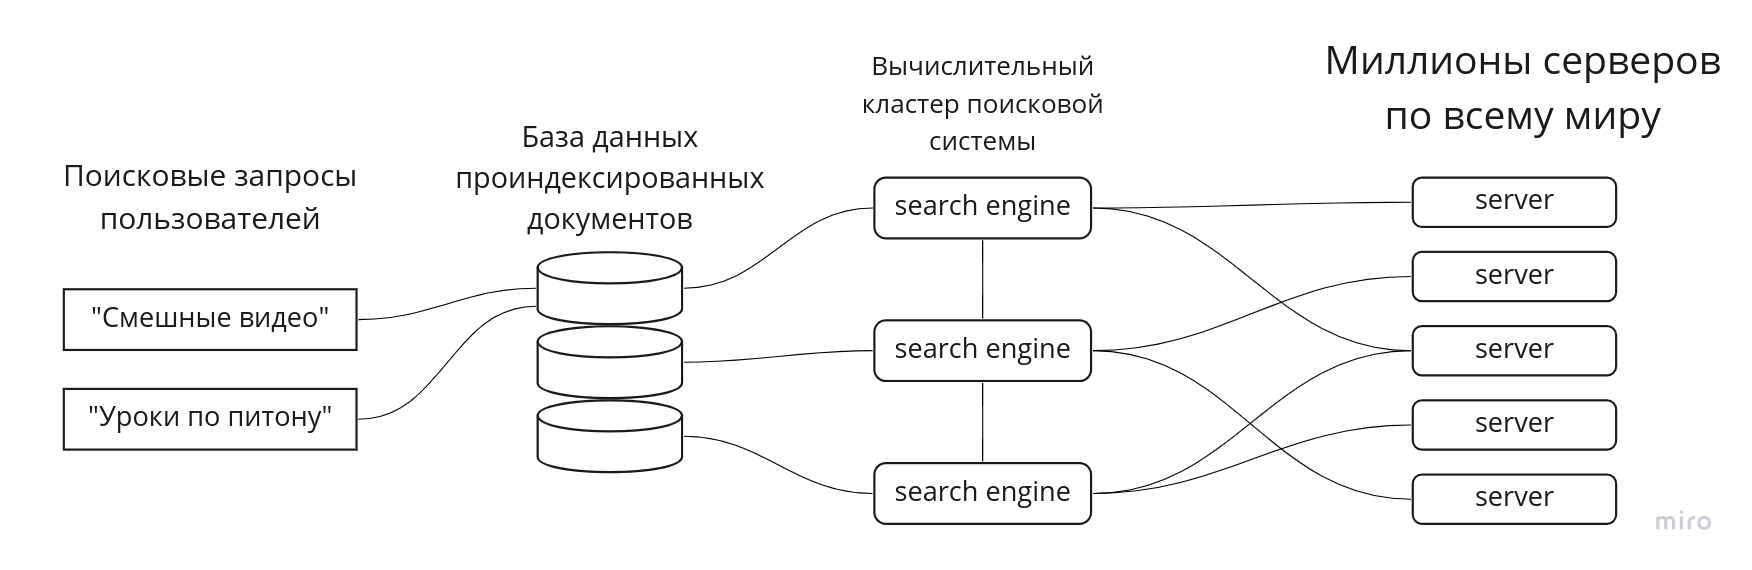 Поисковые запросы
пользователей
"Смешные видео"
"Уроки по питону"
База данных
проиндексированных
документов
Вычислительный
кластер поисковой
системы
search engine
search engine
search engine
Миллионы серверов
по всему миру
server
server
server
server
server
miro